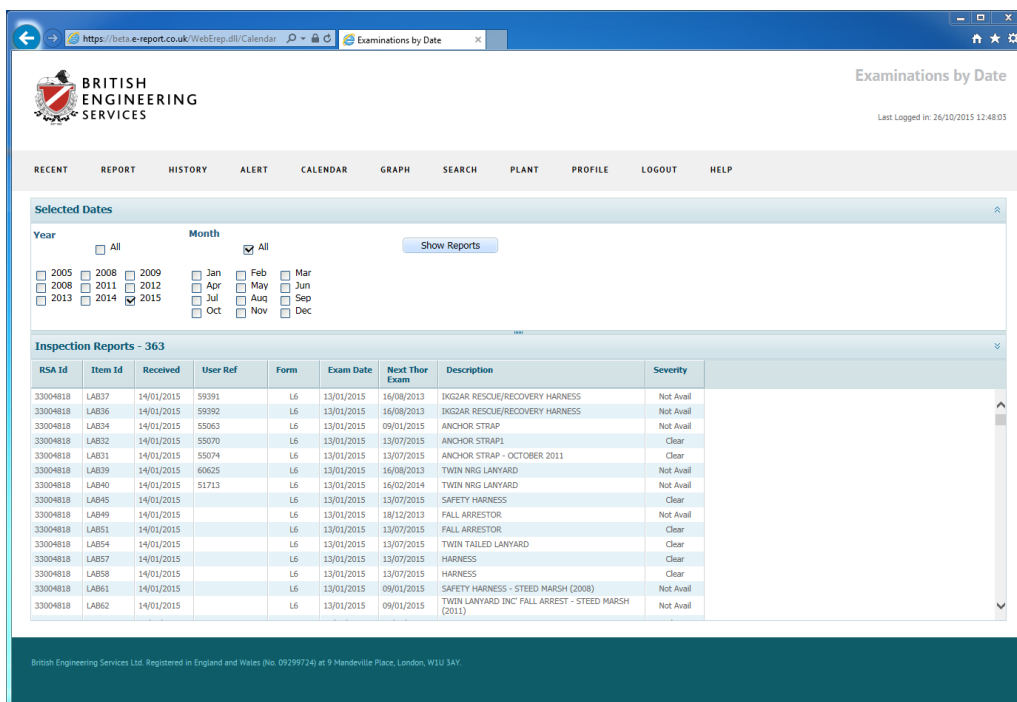 https://beta.e-report.co.uk/WebErep.dll/Calendar
Examinations by Date
BRITISH
ENGINEERING
SERVICES
Examinations by Date
Last Logged in: 26/10/2015 12:48:03
RECENT REPORT HISTORY ALERT CALENDAR GRAPH SEARCH PLANT PROFILE LOGOUT HELP
Selected Dates
Year Month
All All Show Reports
2005 2008 2009 Jan Feb Mar
2008 2011 2012 Apr May Jun
2013 2014 2015 Jul Aug Sep
Oct Nov Dec
Inspection Reports - 363
RSA Id Item Id Received User Ref Form Exam Date Next Thor Exam Description Severity
33004818 LAB37 14/01/2015 59391 L6 13/01/2015 16/08/2013 IKG2AR RESCUE/RECOVERY HARNESS Not Avail
33004818 LAB36 14/01/2015 59392 L6 13/01/2015 16/08/2013 IKG2AR RESCUE/RECOVERY HARNESS Not Avail
33004818 LAB34 14/01/2015 55063 L6 13/01/2015 09/01/2015 ANCHOR STRAP Not Avail
33004818 LAB32 14/01/2015 55070 L6 13/01/2015 13/07/2015 ANCHOR STRAP1 Clear
33004818 LAB31 14/01/2015 55074 L6 13/01/2015 13/07/2015 ANCHOR STRAP - OCTOBER 2011 Clear
33004818 LAB39 14/01/2015 60625 L6 13/01/2015 16/08/2013 TWIN NRG LANYARD Not Avail
33004818 LAB40 14/01/2015 51713 L6 13/01/2015 16/02/2014 TWIN NRG LANYARD Not Avail
33004818 LAB45 14/01/2015 L6 13/01/2015 13/07/2015 SAFETY HARNESS Clear
33004818 LAB49 14/01/2015 L6 13/01/2015 18/12/2013 FALL ARRESTOR Not Avail
33004818 LAB51 14/01/2015 L6 13/01/2015 13/07/2015 FALL ARRESTOR Clear
33004818 LAB54 14/01/2015 L6 13/01/2015 13/07/2015 TWIN TAILED LANYARD Clear
33004818 LAB57 14/01/2015 L6 13/01/2015 13/07/2015 HARNESS Clear
33004818 LAB58 14/01/2015 L6 13/01/2015 13/07/2015 HARNESS Clear
33004818 LAB61 14/01/2015 L6 13/01/2015 09/01/2015 SAFETY HARNESS - STEED MARSH (2008) Not Avail
33004818 LAB62 14/01/2015 L6 13/01/2015 09/01/2015 TWIN LANYARD INC' FALL ARREST - STEED MARSH (2011) Not Avail
British Engineering Services Ltd. Registered in England and Wales (No. 09299724) at 9 Mandeville Place, London, W1U 3AY.